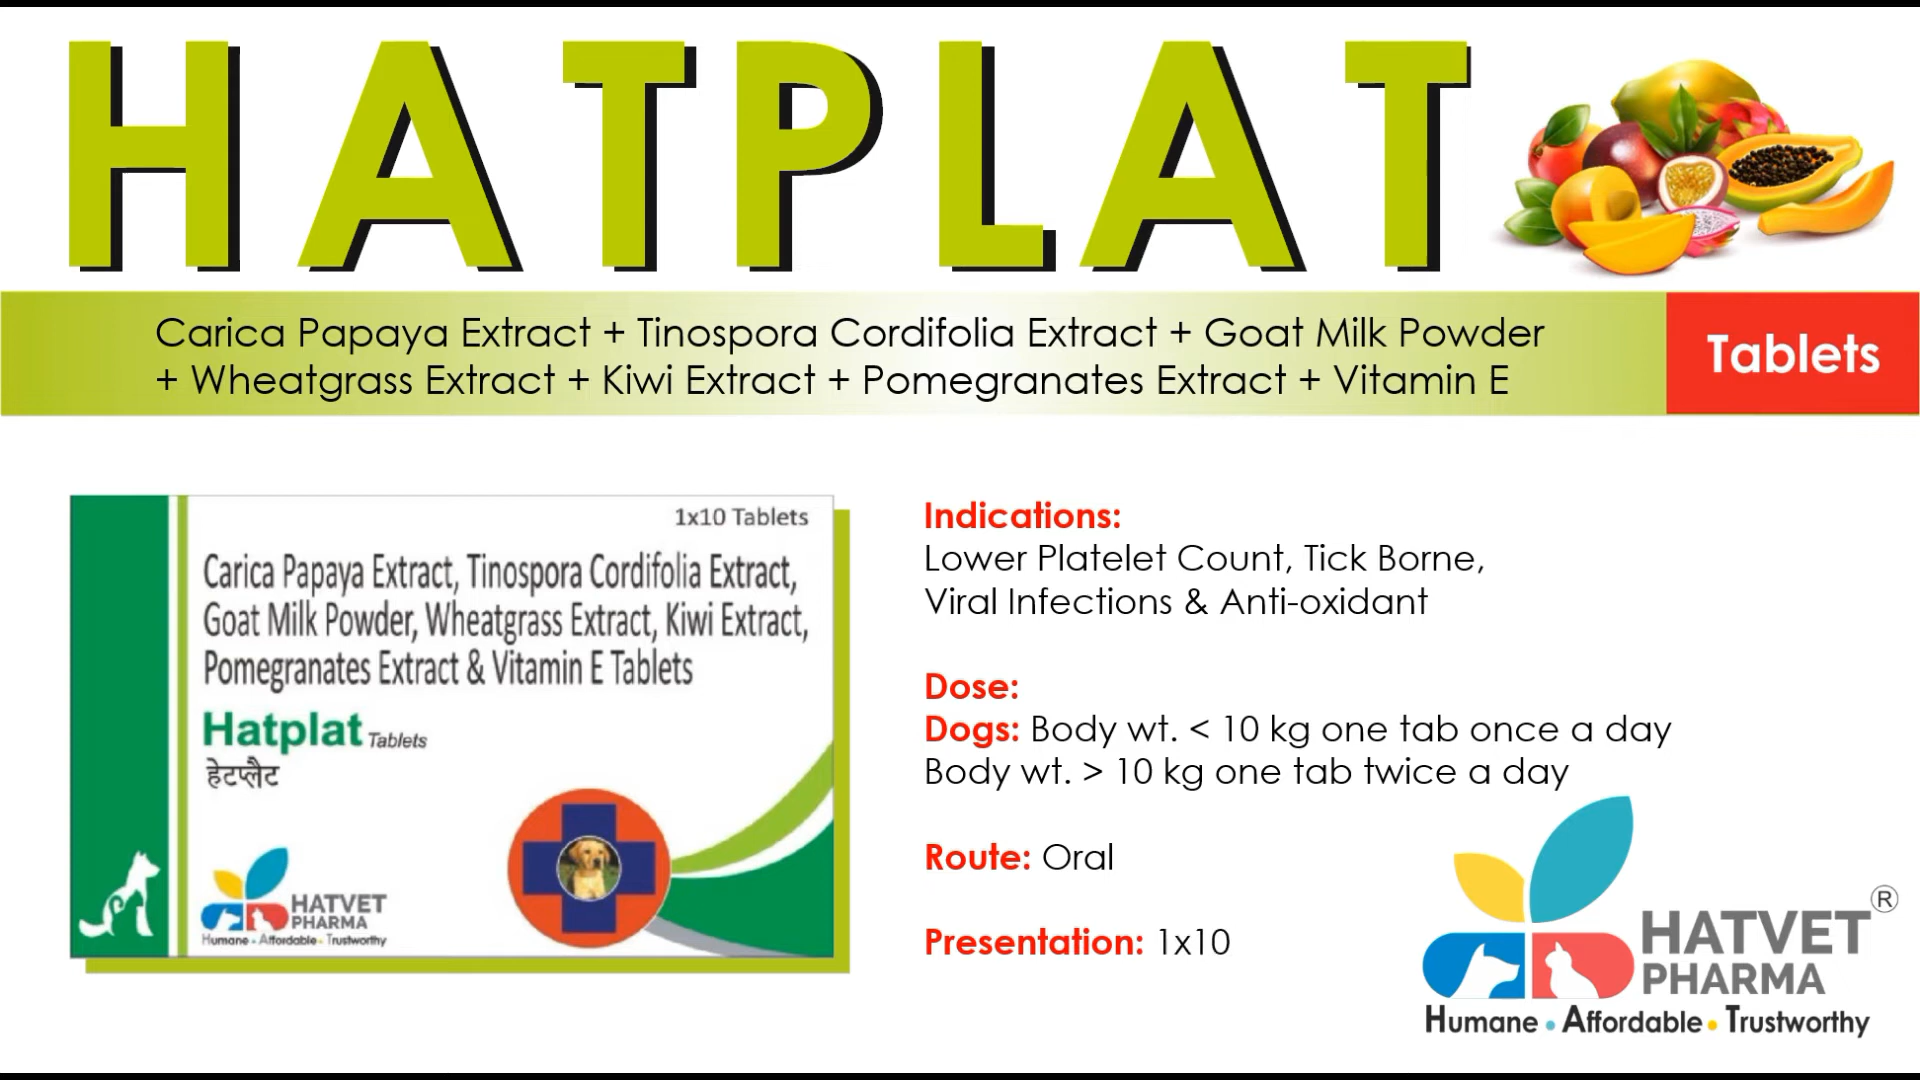 HATPLAT
Carica Papaya Extract + Tinospora Cordifolia Extract + Goat Milk Powder
+ Wheatgrass Extract + Kiwi Extract + Pomegranates Extract + Vitamin E
Tablets
1x10 Tablets
Carica Papaya Extract, Tinospora Cordifolia Extract,
Goat Milk Powder, Wheatgrass Extract, Kiwi Extract,
Pomegranates Extract & Vitamin E Tablets
Hatplat Tablets
हेटप्लैट
HATVET
PHARMA
Humane • Affordable • Trustworthy
Indications:
Lower Platelet Count, Tick Borne,
Viral Infections & Anti-oxidant
Dose:
Dogs: Body wt. < 10 kg one tab once a day
Body wt. > 10 kg one tab twice a day
Route: Oral
Presentation: 1x10
HATVET ®
PHARMA
Humane • Affordable • Trustworthy